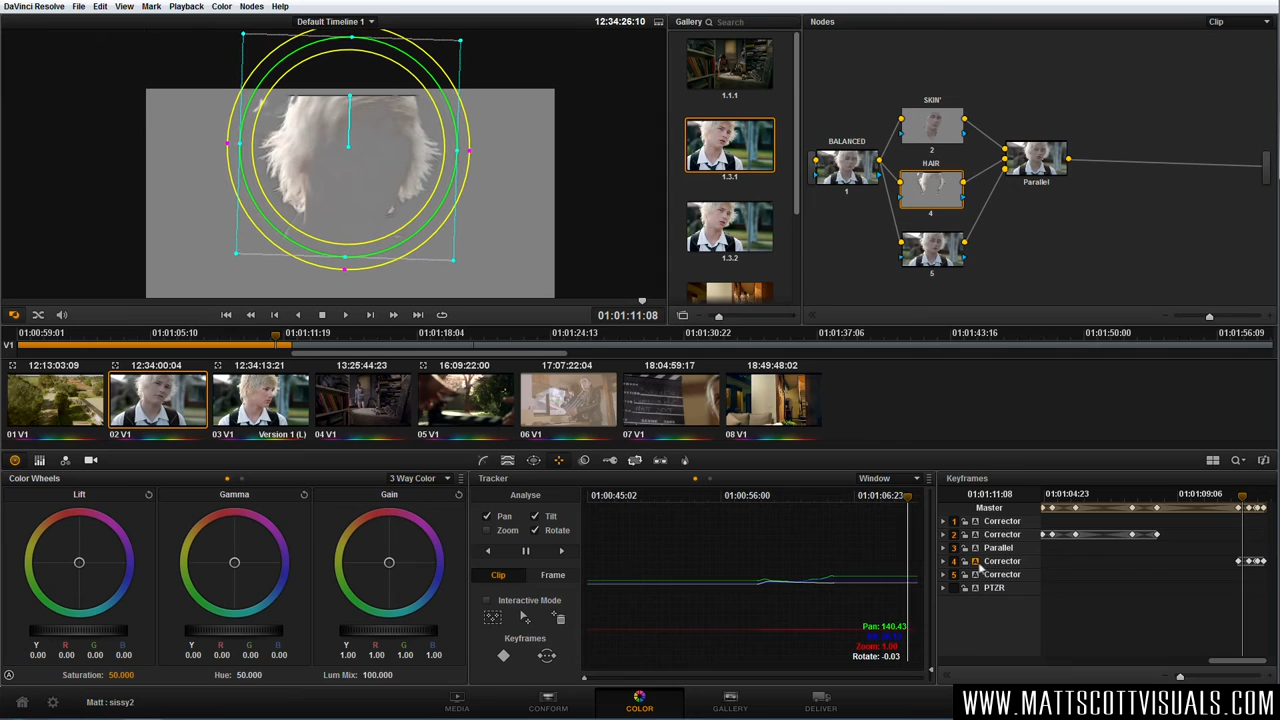 DaVinci Resolve File Edit View Mark Playback Color Nodes Help
Default Timeline 1 12:34:26:10 Gallery Search Nodes Clip
1.1.1
1.3.1
1.3.2
SKIN'
2
BALANCED
1
HAIR
4
Parallel
5
01:01:11:08
01:00:59:01 01:01:05:10 01:01:11:19 01:01:18:04 01:01:24:13 01:01:30:22 01:01:37:06 01:01:43:16 01:01:50:00 01:01:56:09
V1
12:13:03:09 12:34:00:04 12:34:13:21 13:25:44:23 16:09:22:00 17:07:22:04 18:04:59:17 18:49:48:02
01 V1 02 V1 03 V1 Version 1 (L) 04 V1 05 V1 06 V1 07 V1 08 V1
Color Wheels 3 Way Color
Lift Gamma Gain
Y R G B Y R G B Y R G B
0.00 0.00 0.00 0.00 0.00 0.00 0.00 0.00 1.00 1.00 1.00 1.00
A Saturation: 50.000 Hue: 50.000 Lum Mix: 100.000
Tracker Window
Analyse
Pan Tilt
Zoom Rotate
Clip Frame
Interactive Mode
Keyframes
01:00:45:02 01:00:56:00 01:01:06:23
Pan: 140.43
Zoom: 1.00
Rotate: -0.03
Keyframes
01:01:11:08 01:01:04:23 01:01:09:06
Master
1 Corrector
2 Corrector
3 Parallel
4 Corrector
5 Corrector
PTZR
Matt : sissy2
MEDIA CONFORM COLOR GALLERY DELIVER
WWW.MATTSCOTTVISUALS.COM